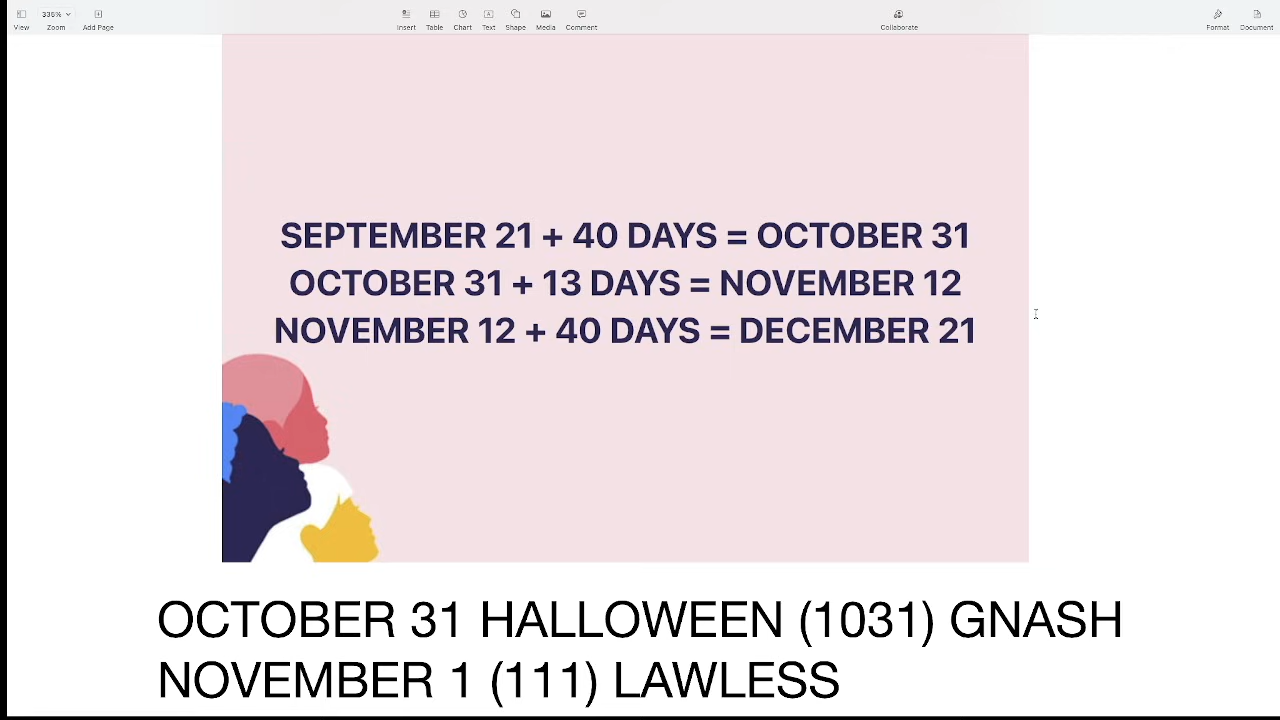 335%
View
Zoom
Add Page
Insert
Table
Chart
Text
Shape
Media
Comment
Collaborate
Format
Document
SEPTEMBER 21 + 40 DAYS = OCTOBER 31
OCTOBER 31 + 13 DAYS = NOVEMBER 12
NOVEMBER 12 + 40 DAYS = DECEMBER 21
OCTOBER 31 HALLOWEEN (1031) GNASH
NOVEMBER 1 (111) LAWLESS